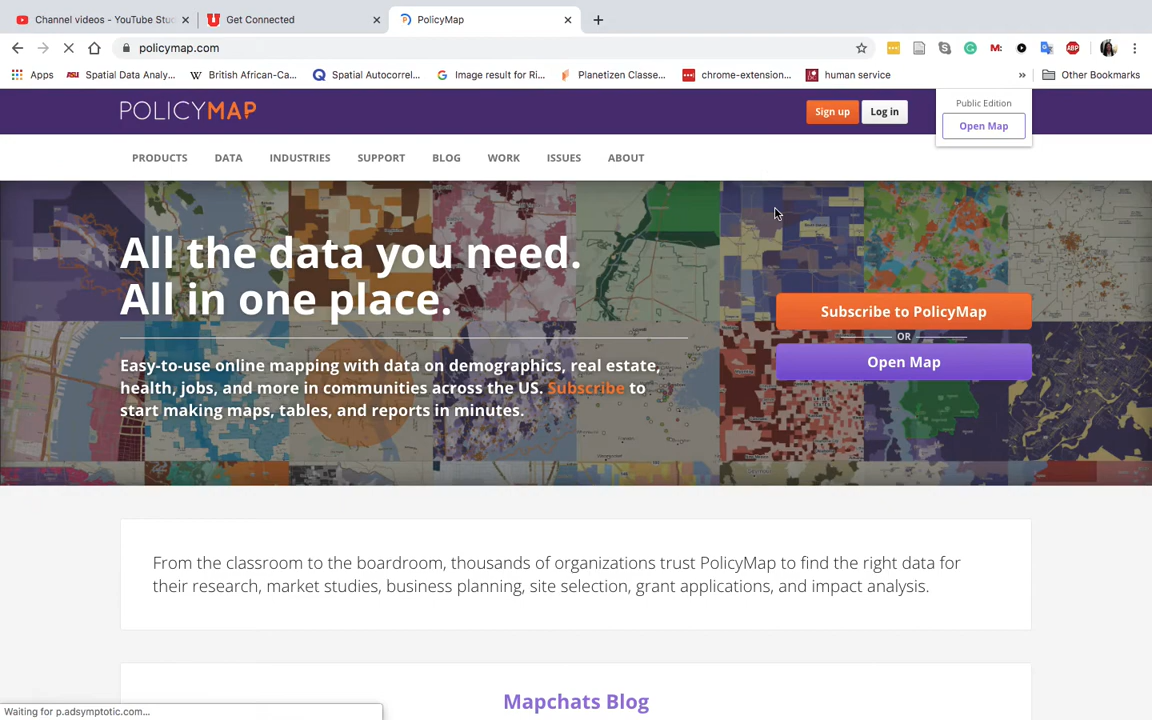 Channel videos - YouTube Stud
Get Connected
PolicyMap
policymap.com
Apps
Spatial Data Analy...
British African-Ca...
Spatial Autocorrel...
Image result for Ri...
Planetizen Classe...
chrome-extension...
human service
»
Other Bookmarks
POLICYMAP
Sign up
Log in
Public Edition
Open Map
PRODUCTS
DATA
INDUSTRIES
SUPPORT
BLOG
WORK
ISSUES
ABOUT
All the data you need.
All in one place.
Subscribe to PolicyMap
OR
Open Map
Easy-to-use online mapping with data on demographics, real estate,
health, jobs, and more in communities across the US. Subscribe to
start making maps, tables, and reports in minutes.
From the classroom to the boardroom, thousands of organizations trust PolicyMap to find the right data for
their research, market studies, business planning, site selection, grant applications, and impact analysis.
Mapchats Blog
Waiting for p.adsymptotic.com...